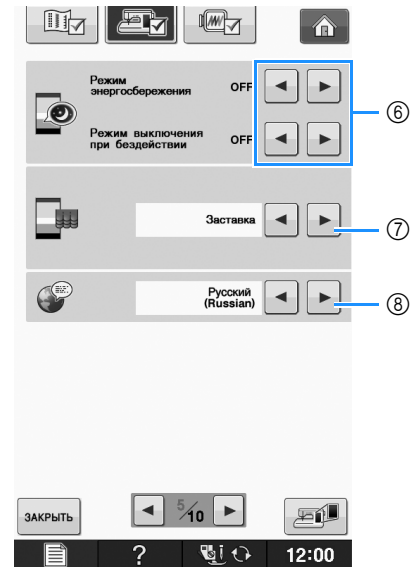 Режим
энергосбережения
OFF
⑥
Режим выключения
при бездействии
OFF
Заставка
⑦
Русский
(Russian)
⑧
ЗАКРЫТЬ
5/10
?
12:00